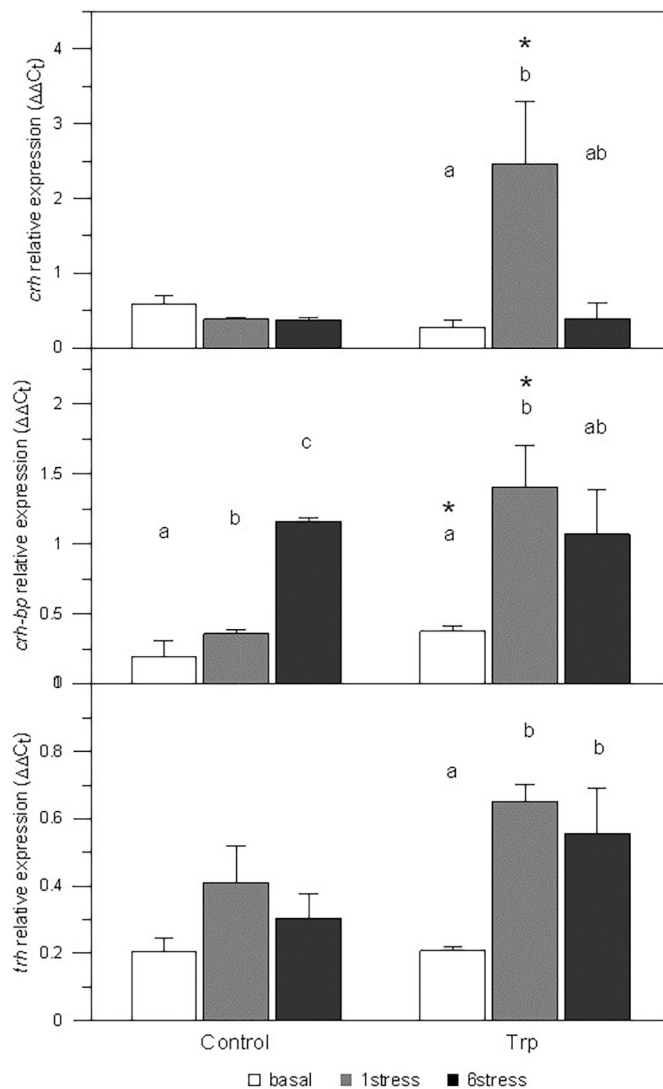 crh relative expression (ΔΔCt)
4
3
2
1
0
a
*
b
ab
crh-bp relative expression (ΔΔCt)
2
1.5
1
0.5
0
a
b
c
*
a
*
b
ab
trh relative expression (ΔΔCt)
0.8
0.6
0.4
0.2
0
a
b
b
Control Trp
basal 1stress 6stress